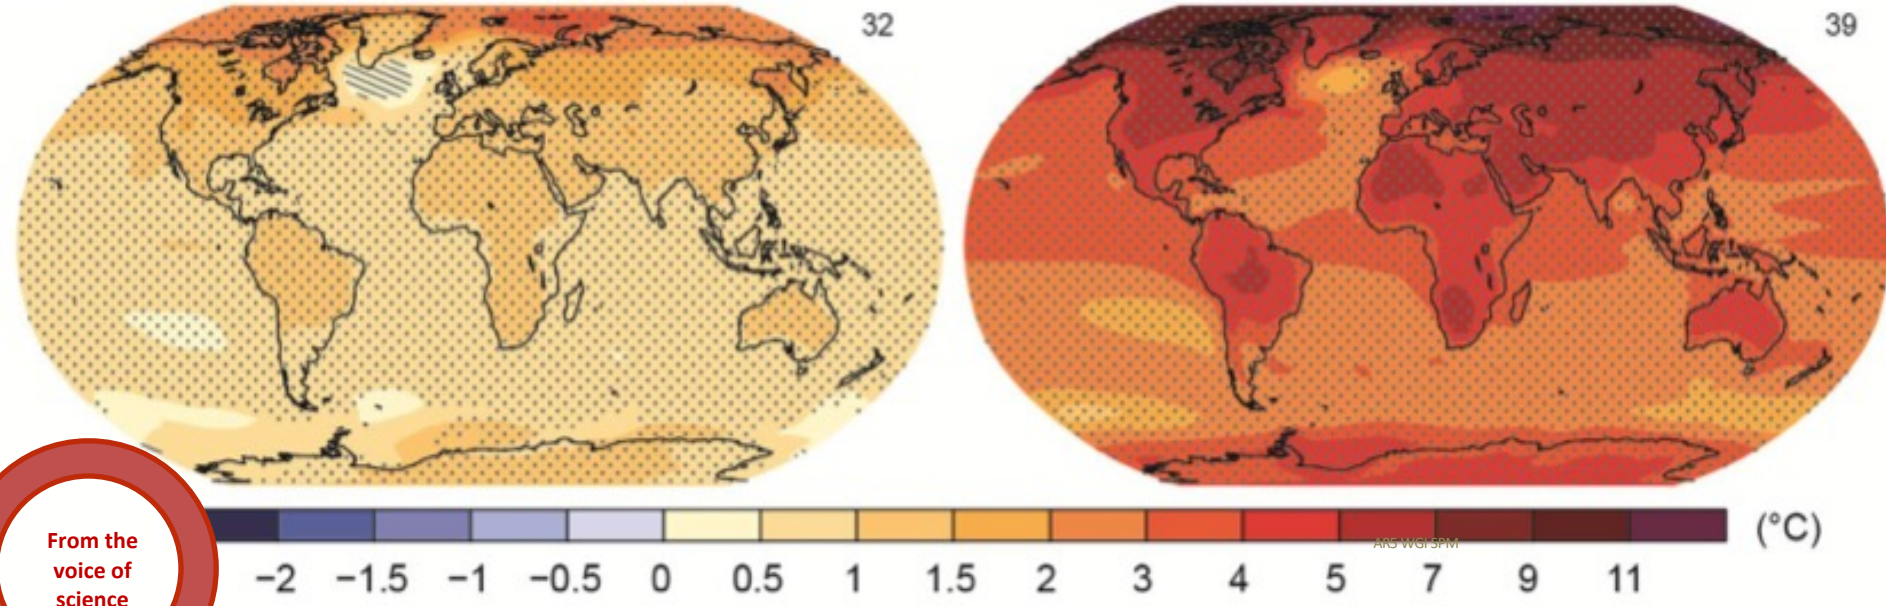 32
39
(°C)
AR5 WGI SPM
−2 −1.5 −1 −0.5 0 0.5 1 1.5 2 3 4 5 7 9 11
From the
voice of
science